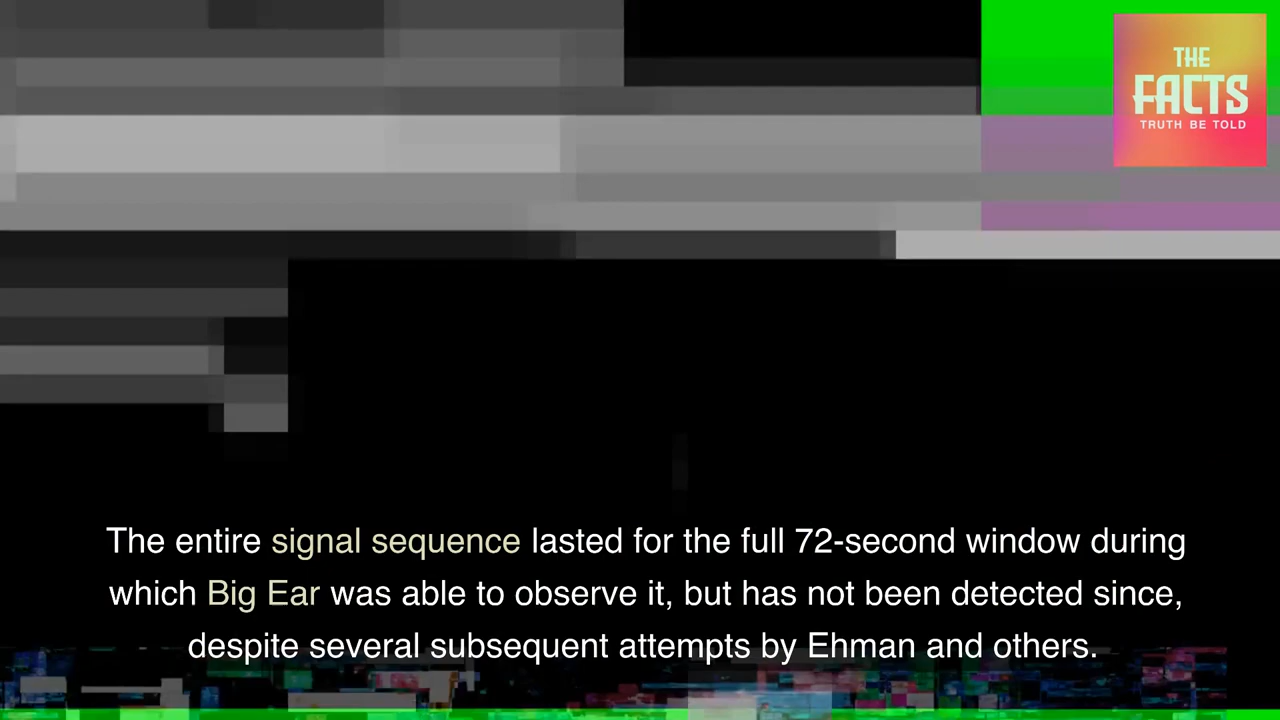 THE
FACTS
TRUTH BE TOLD
The entire signal sequence lasted for the full 72-second window during
which Big Ear was able to observe it, but has not been detected since,
despite several subsequent attempts by Ehman and others.